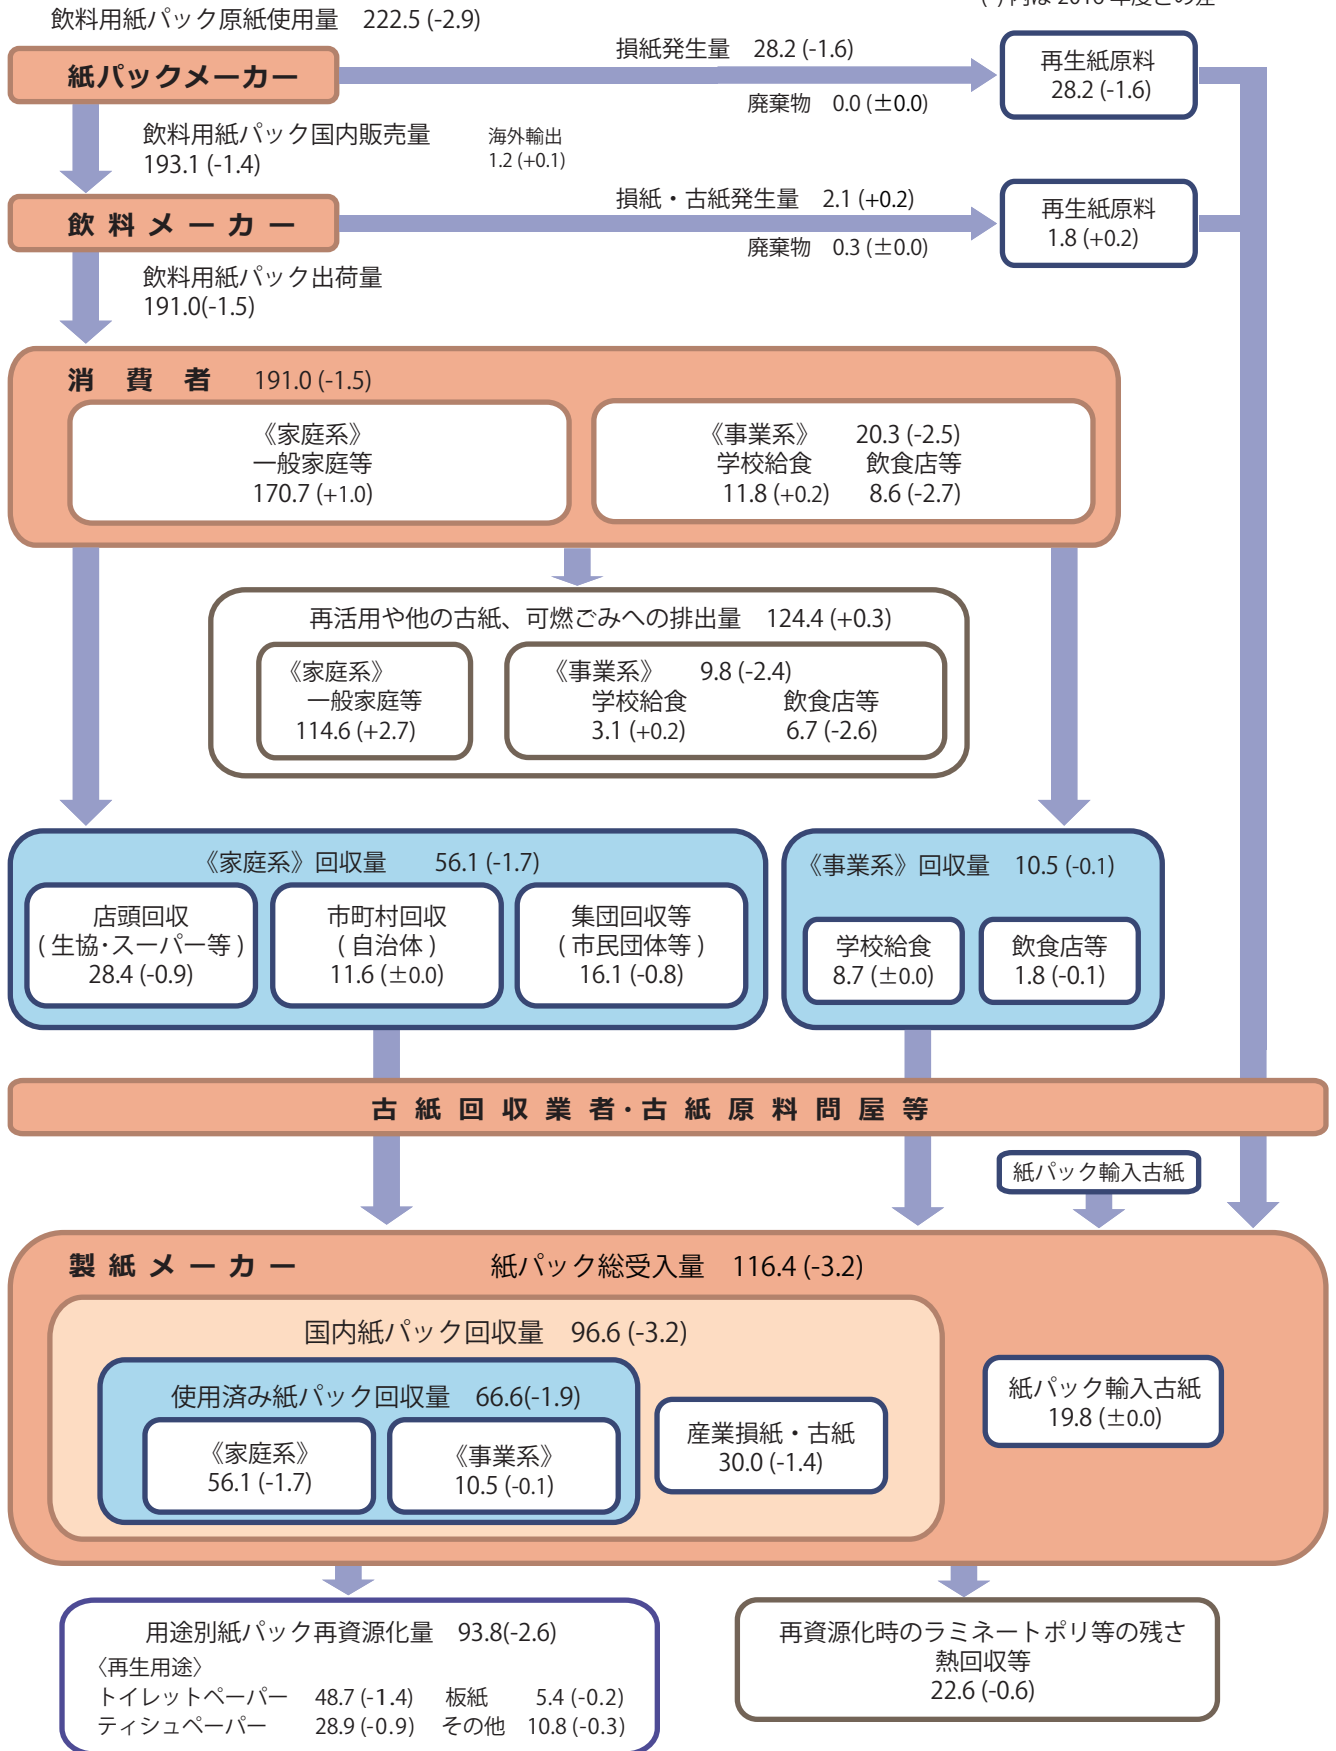 ( ) 内は 2016 年度との差
飲料用紙パック原紙使用量 222.5 (-2.9)
紙パックメーカー
損紙発生量 28.2 (-1.6)
廃棄物 0.0 (±0.0)
再生紙原料
28.2 (-1.6)
飲料用紙パック国内販売量
193.1 (-1.4)
海外輸出
1.2 (+0.1)
飲料メーカー
損紙・古紙発生量 2.1 (+0.2)
廃棄物 0.3 (±0.0)
再生紙原料
1.8 (+0.2)
飲料用紙パック出荷量
191.0(-1.5)
消費者 191.0 (-1.5)
《家庭系》
一般家庭等
170.7 (+1.0)
《事業系》 20.3 (-2.5)
学校給食 飲食店等
11.8 (+0.2) 8.6 (-2.7)
再活用や他の古紙、可燃ごみへの排出量 124.4 (+0.3)
《家庭系》
一般家庭等
114.6 (+2.7)
《事業系》 9.8 (-2.4)
学校給食 飲食店等
3.1 (+0.2) 6.7 (-2.6)
《家庭系》回収量 56.1 (-1.7)
店頭回収
( 生協・スーパー等 )
28.4 (-0.9)
市町村回収
( 自治体 )
11.6 (±0.0)
集団回収等
( 市民団体等 )
16.1 (-0.8)
《事業系》回収量 10.5 (-0.1)
学校給食
8.7 (±0.0)
飲食店等
1.8 (-0.1)
古紙回収業者・古紙原料問屋等
紙パック輸入古紙
製紙メーカー 紙パック総受入量 116.4 (-3.2)
国内紙パック回収量 96.6 (-3.2)
使用済み紙パック回収量 66.6(-1.9)
《家庭系》
56.1 (-1.7)
《事業系》
10.5 (-0.1)
産業損紙・古紙
30.0 (-1.4)
紙パック輸入古紙
19.8 (±0.0)
用途別紙パック再資源化量 93.8(-2.6)
〈再生用途〉
トイレットペーパー 48.7 (-1.4) 板紙 5.4 (-0.2)
ティシュペーパー 28.9 (-0.9) その他 10.8 (-0.3)
再資源化時のラミネートポリ等の残さ
熱回収等
22.6 (-0.6)